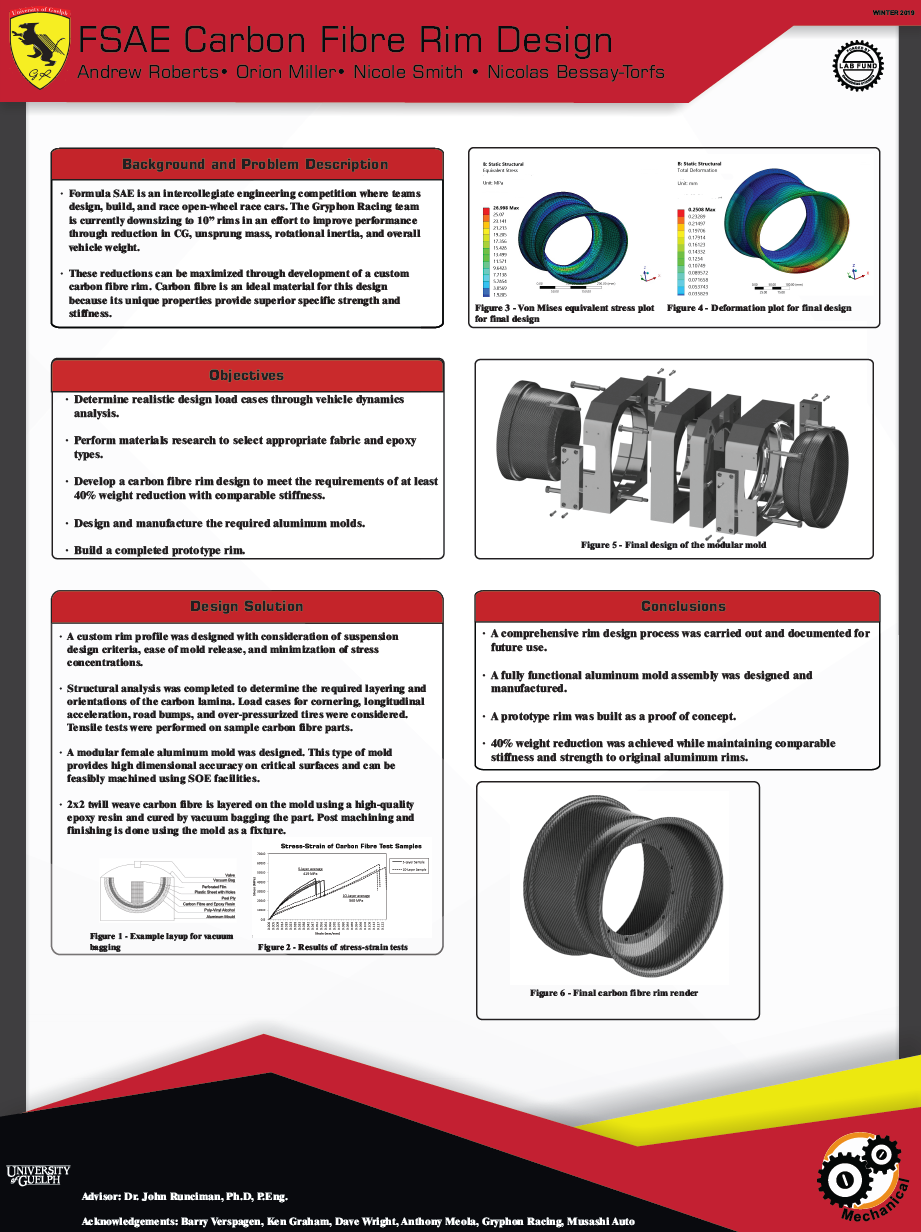 University of Guelph
WINTER 2019
FSAE Carbon Fibre Rim Design
Andrew Roberts• Orion Miller• Nicole Smith • Nicolas Bessay-Torfs
LAB FUND
Background and Problem Description
· Formula SAE is an intercollegiate engineering competition where teams
design, build, and race open-wheel race cars. The Gryphon Racing team
is currently downsizing to 10” rims in an effort to improve performance
through reduction in CG, unsprung mass, rotational inertia, and overall
vehicle weight.
· These reductions can be maximized through development of a custom
carbon fibre rim. Carbon fibre is an ideal material for this design
because its unique properties provide superior specific strength and
stiffness.
B: Static Structural
Equivalent Stress
Unit: MPa
26.998 Max
25.07
23.141
21.213
19.285
17.356
15.428
13.499
11.571
9.6423
7.7138
5.7854
3.8569
1.9285
Figure 3 - Von Mises equivalent stress plot
for final design
B: Static Structural
Total Deformation
Unit: mm
0.2508 Max
0.23289
0.21497
0.19706
0.17914
0.16123
0.14332
0.1254
0.10749
0.089572
0.071658
0.053743
0.035829
Figure 4 - Deformation plot for final design
Objectives
· Determine realistic design load cases through vehicle dynamics
analysis.
· Perform materials research to select appropriate fabric and epoxy
types.
· Develop a carbon fibre rim design to meet the requirements of at least
40% weight reduction with comparable stiffness.
· Design and manufacture the required aluminum molds.
· Build a completed prototype rim.
Figure 5 - Final design of the modular mold
Design Solution
· A custom rim profile was designed with consideration of suspension
design criteria, ease of mold release, and minimization of stress
concentrations.
· Structural analysis was completed to determine the required layering and
orientations of the carbon lamina. Load cases for cornering, longitudinal
acceleration, road bumps, and over-pressurized tires were considered.
Tensile tests were performed on sample carbon fibre parts.
· A modular female aluminum mold was designed. This type of mold
provides high dimensional accuracy on critical surfaces and can be
feasibly machined using SOE facilities.
· 2x2 twill weave carbon fibre is layered on the mold using a high-quality
epoxy resin and cured by vacuum bagging the part. Post machining and
finishing is done using the mold as a fixture.
Valve
Vacuum Bag
Perforated Film
Plastic Sheet with Holes
Peel Ply
Carbon Fibre and Epoxy Resin
Poly-Vinyl Alcohol
Aluminum Mould
Figure 1 - Example layup for vacuum
bagging
Stress-Strain of Carbon Fibre Test Samples
5-Layer Sample
10-Layer Sample
5-Layer average
10-Layer average
Figure 2 - Results of stress-strain tests
Conclusions
· A comprehensive rim design process was carried out and documented for
future use.
· A fully functional aluminum mold assembly was designed and
manufactured.
· A prototype rim was built as a proof of concept.
· 40% weight reduction was achieved while maintaining comparable
stiffness and strength to original aluminum rims.
Figure 6 - Final carbon fibre rim render
UNIVERSITY
OF GUELPH
Advisor: Dr. John Runciman, Ph.D, P.Eng.
Acknowledgements: Barry Verspagen, Ken Graham, Dave Wright, Anthony Meola, Gryphon Racing, Musashi Auto
Mechanical